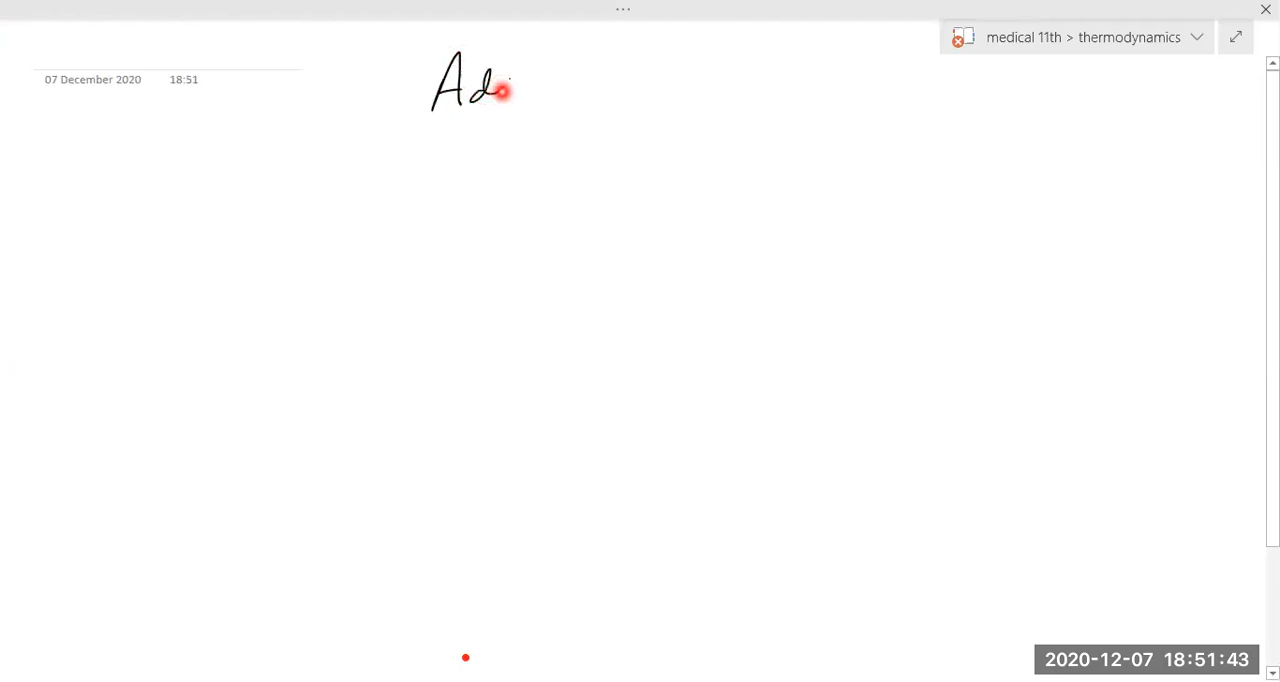 medical 11th > thermodynamics
07 December 2020 18:51
Ad
2020-12-07 18:51:43